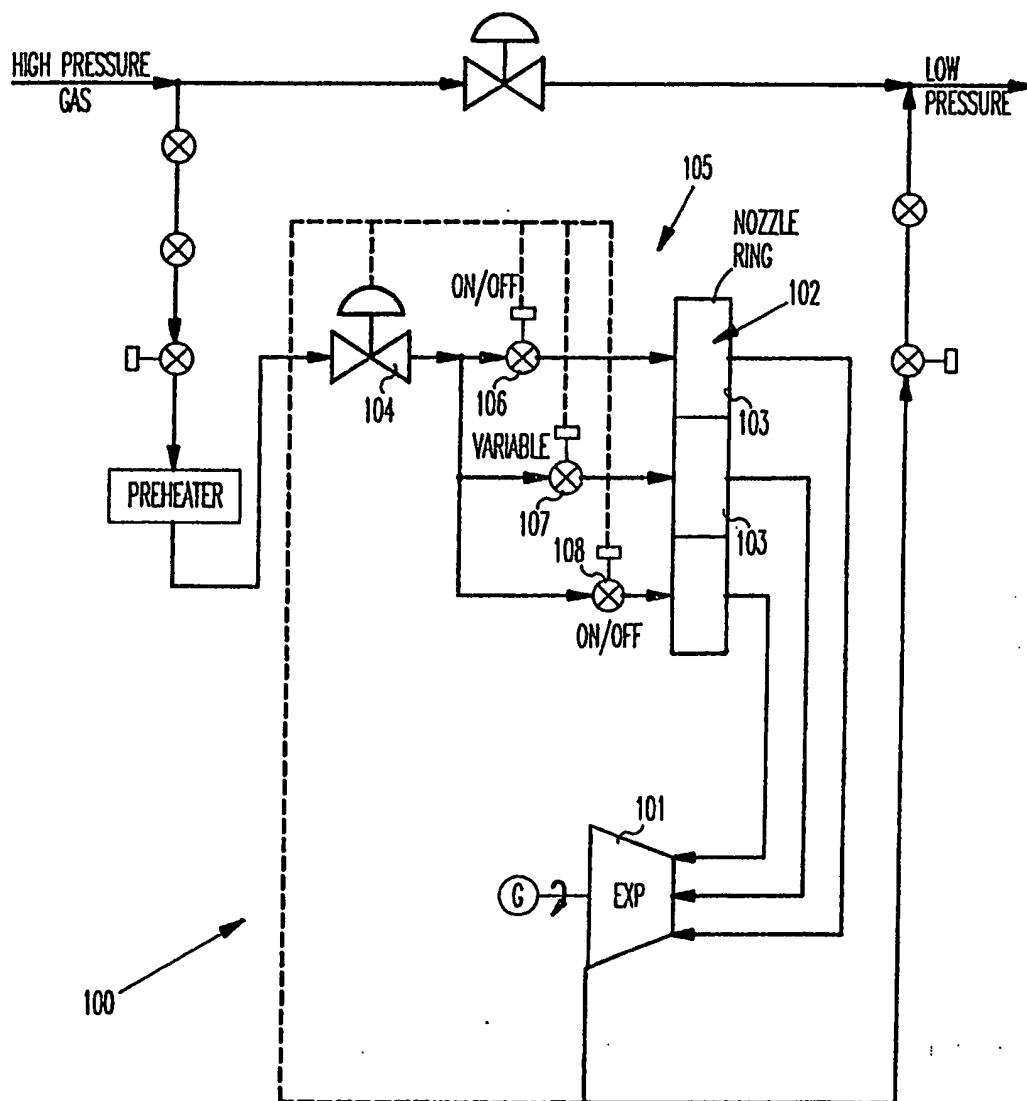 HIGH PRESSURE
GAS
LOW
PRESSURE
105
NOZZLE
RING
ON/OFF
102
104
106
103
VARIABLE
PREHEATER
107
103
108
ON/OFF
101
G
EXP
100